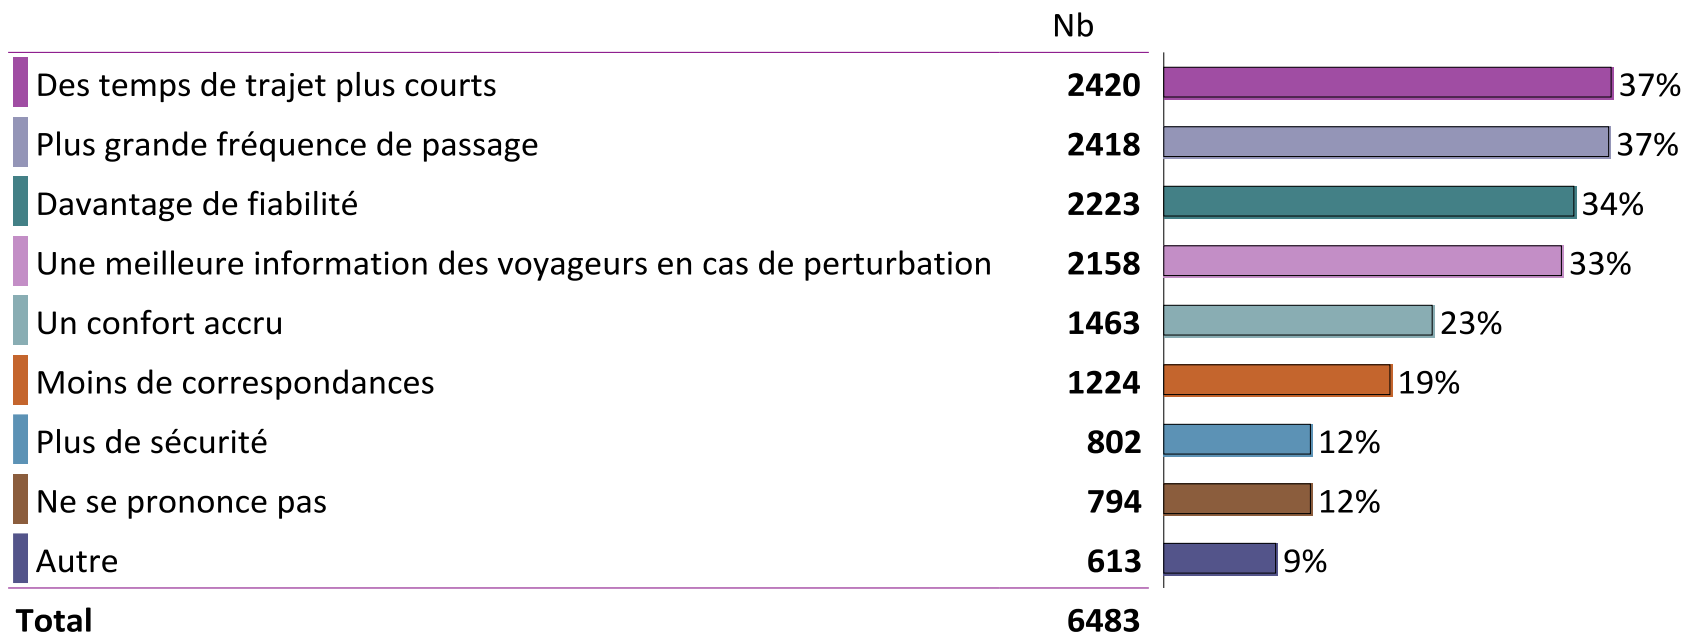 Nb
Des temps de trajet plus courts 2420 37%
Plus grande fréquence de passage 2418 37%
Davantage de fiabilité 2223 34%
Une meilleure information des voyageurs en cas de perturbation 2158 33%
Un confort accru 1463 23%
Moins de correspondances 1224 19%
Plus de sécurité 802 12%
Ne se prononce pas 794 12%
Autre 613 9%
Total 6483